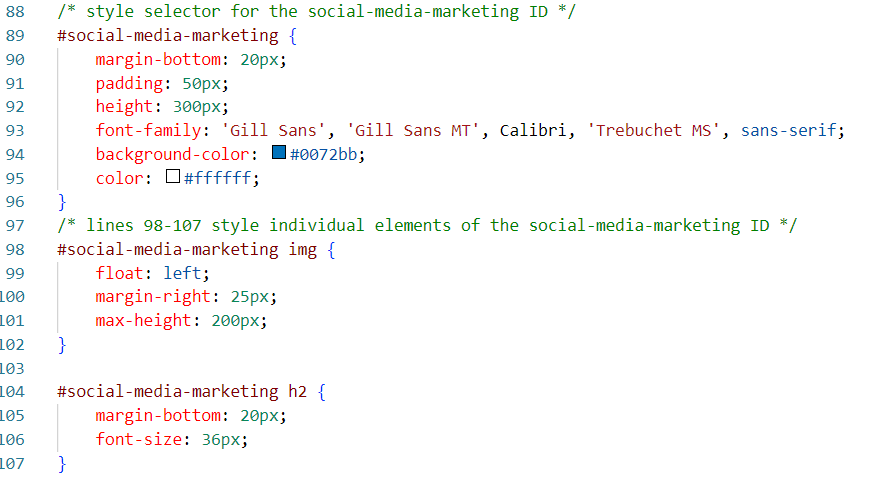 88 /* style selector for the social-media-marketing ID */
89 #social-media-marketing {
90 margin-bottom: 20px;
91 padding: 50px;
92 height: 300px;
93 font-family: 'Gill Sans', 'Gill Sans MT', Calibri, 'Trebuchet MS', sans-serif;
94 background-color: #0072bb;
95 color: #ffffff;
96 }
97 /* lines 98-107 style individual elements of the social-media-marketing ID */
98 #social-media-marketing img {
99 float: left;
100 margin-right: 25px;
101 max-height: 200px;
102 }
103
104 #social-media-marketing h2 {
105 margin-bottom: 20px;
106 font-size: 36px;
107 }